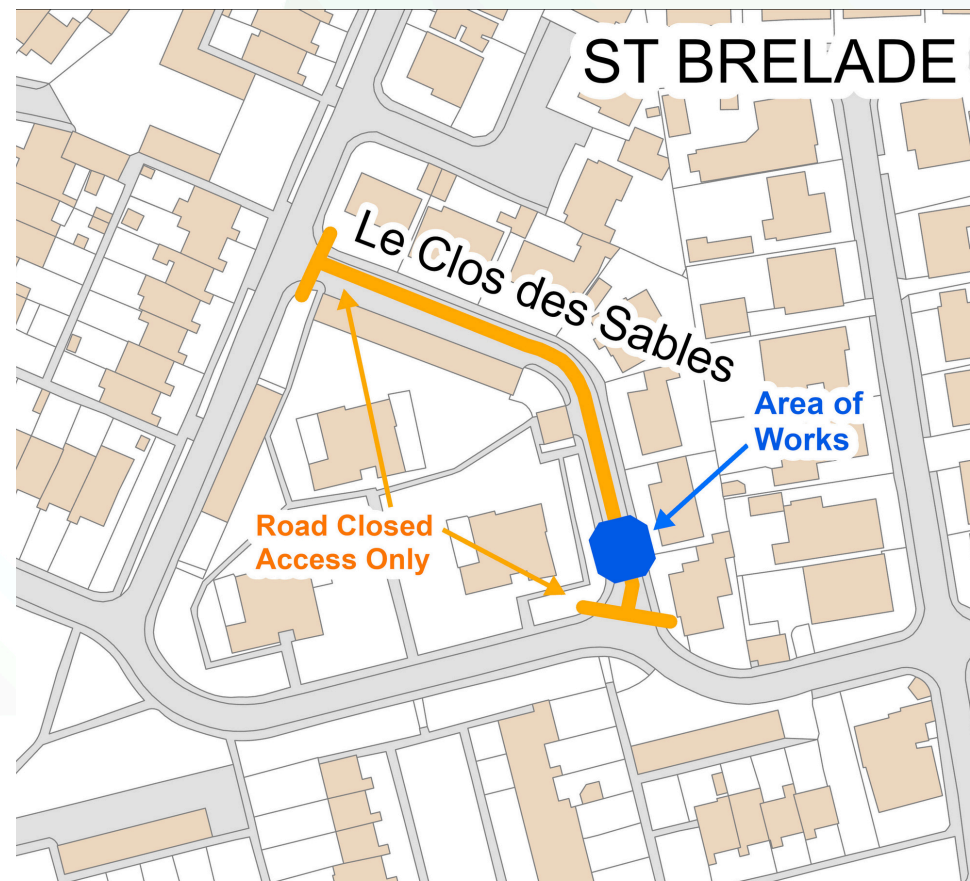 ST BRELADE
Le Clos des Sables
Area of
Works
Road Closed
Access Only